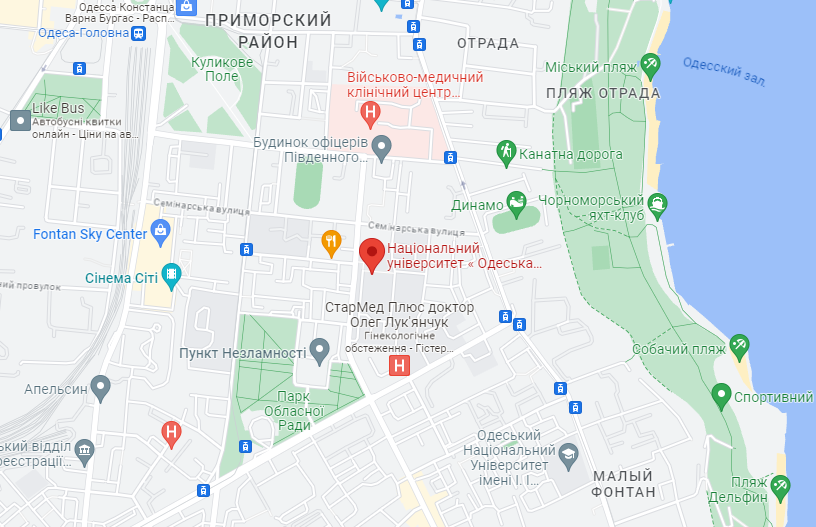 Одесса Констанца
Варна Бургас - Расп...
Одеса-Головна
ПРИМОРСКИЙ
РАЙОН
ОТРАДА
Куликове
Поле
Міський пляж
Одесский зал.
Військово-медичний
клінічний центр...
ПЛЯЖ ОТРАДА
Like Bus
Автобусні квитки
онлайн - Ціни на ав...
Будинок офіцерів
Південного...
Канатна дорога
Семінарська вулиця
Динамо
Чорноморський
яхт-клуб
Семінарська вулиця
Fontan Sky Center
Національний
університет « Одеська...
Сінема Сіті
ний провулок
СтарМед Плюс доктор
Олег Лук'янчук
Гінекологічне
обстеження - Гістер...
Пункт Незламності
Собачий пляж
Апельсин
Парк
Обласної
Ради
Спортивний
ський відділ
реєстрації...
Одеський
Національний
Університет
імені І. І...
МАЛЫЙ
ФОНТАН
Пляж
Дельфин